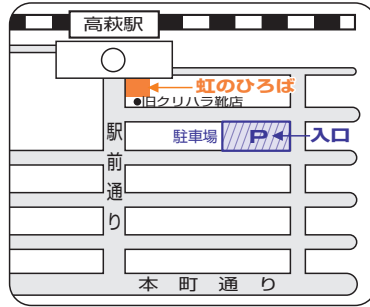 高萩駅
虹のひろば
●旧クリハラ靴店
駐車場 P 入口
駅前通り
本町通り